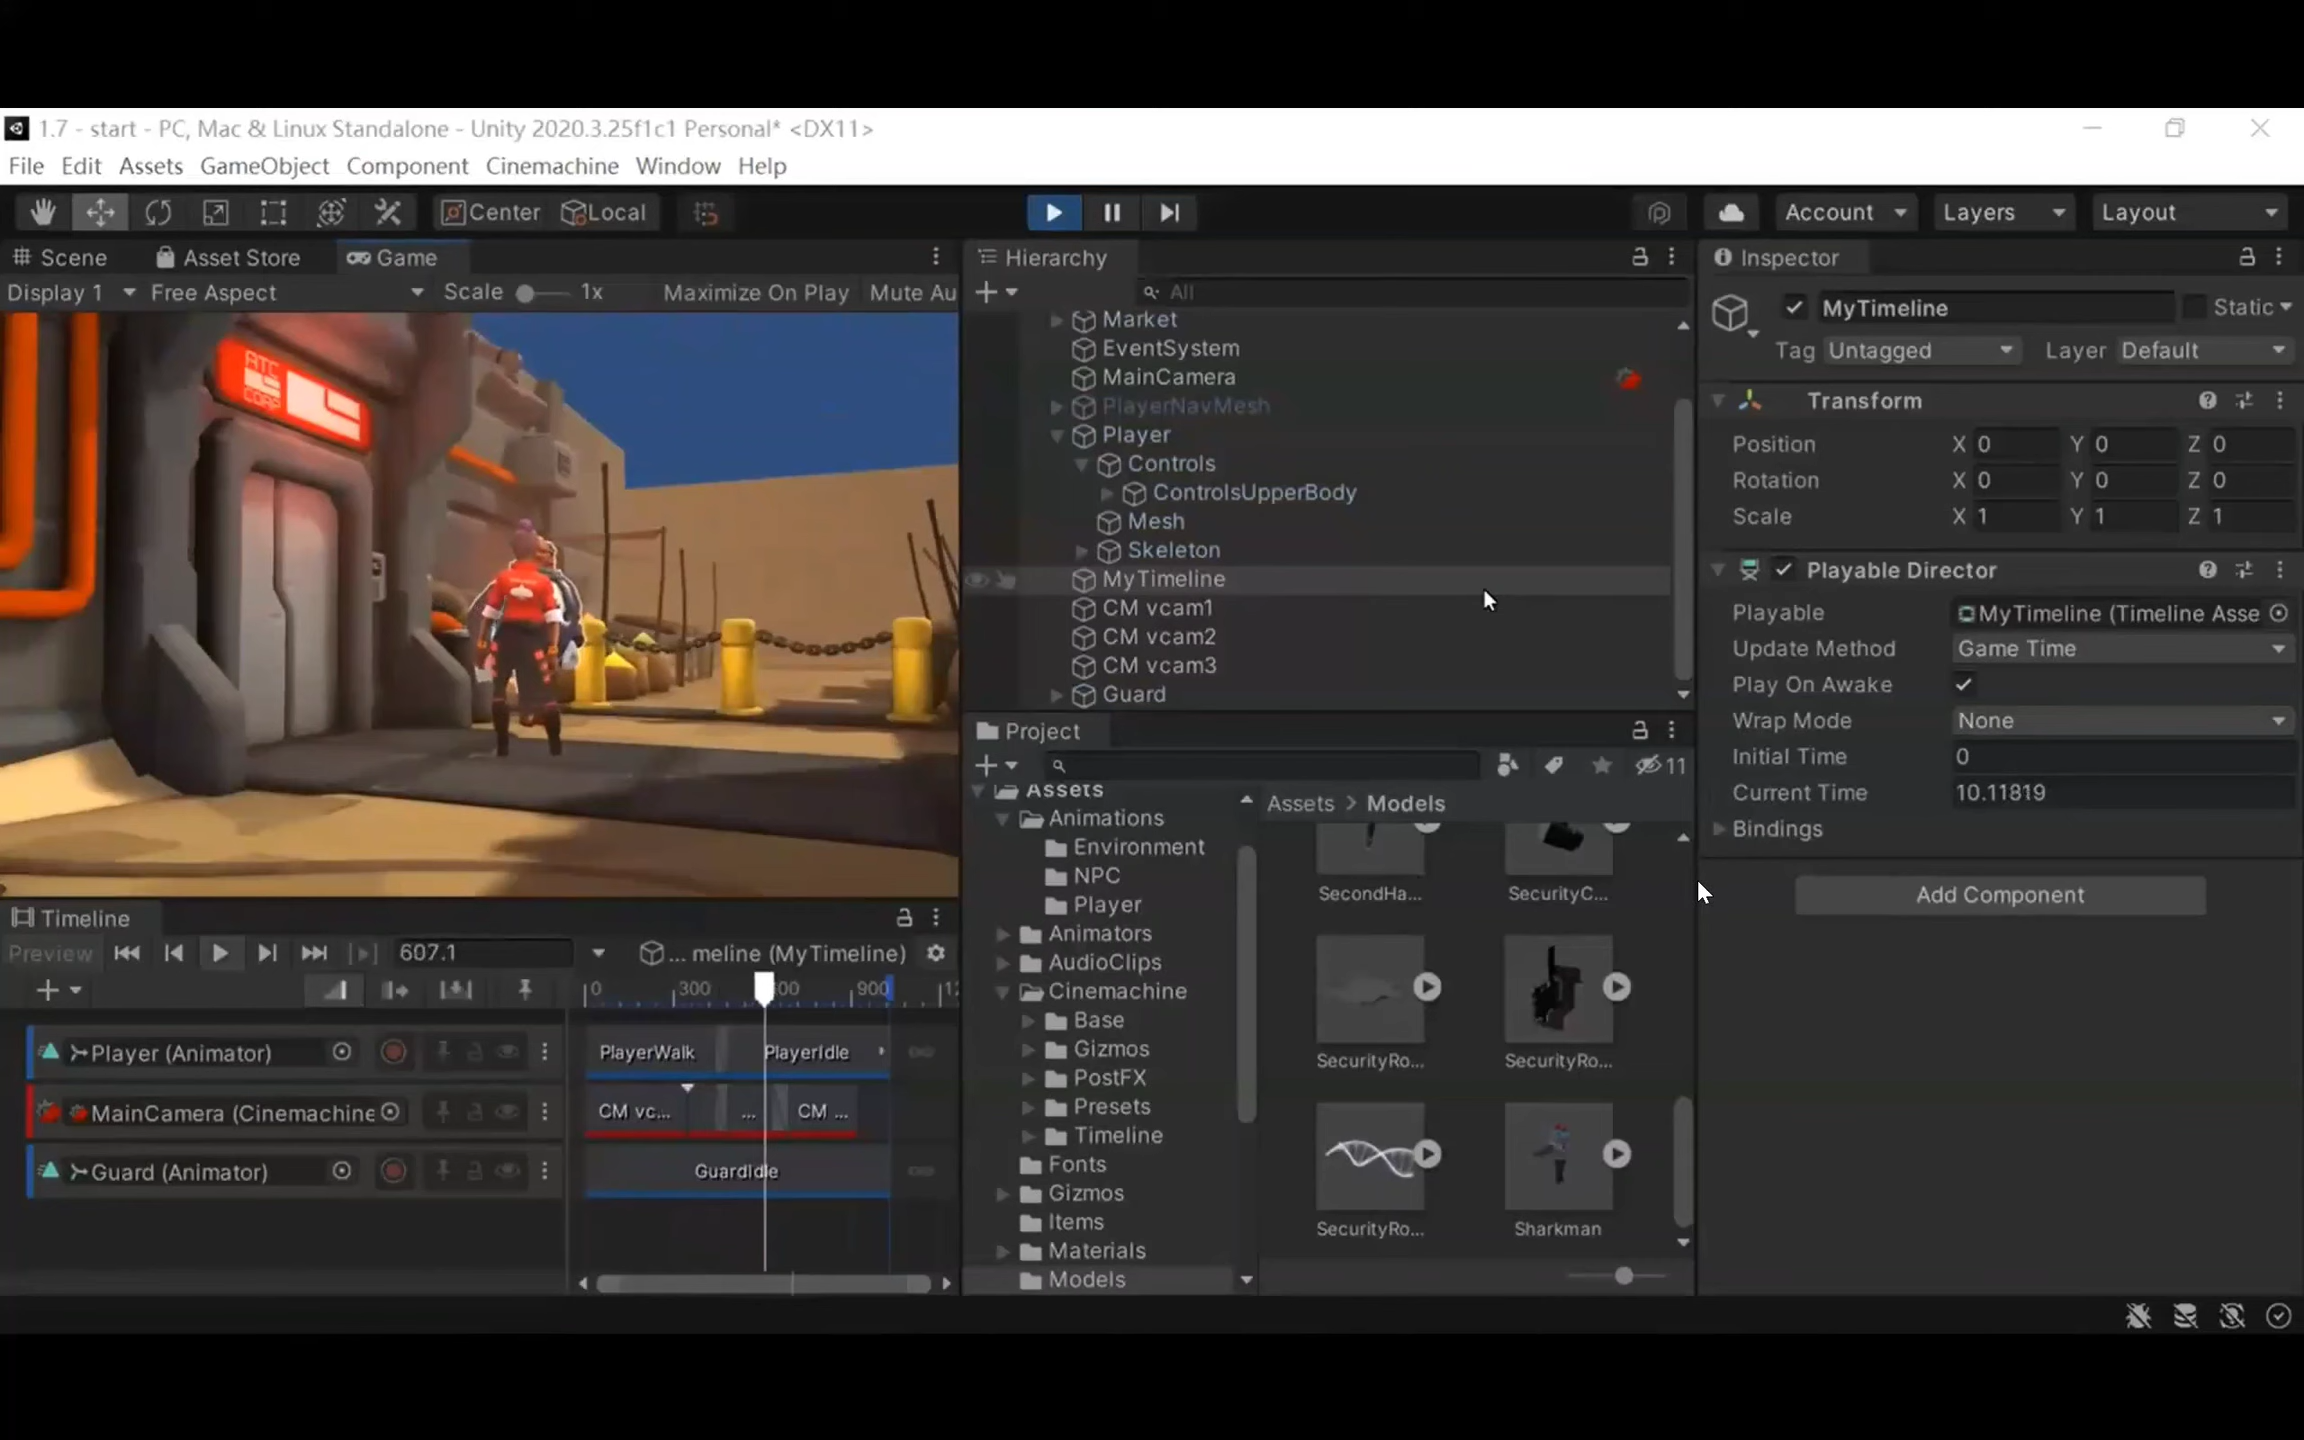 1.7 - start - PC, Mac & Linux Standalone - Unity 2020.3.25f1c1 Personal* <DX11>
File Edit Assets GameObject Component Cinemachine Window Help
Center Local
Account Layers Layout
Scene Asset Store Game
Display 1 Free Aspect Scale 1x Maximize On Play Mute Au
ATC
CORP
Hierarchy
All
Market
EventSystem
MainCamera
PlayerNavMesh
Player
Controls
ControlsUpperBody
Mesh
Skeleton
MyTimeline
CM vcam1
CM vcam2
CM vcam3
Guard
Inspector
MyTimeline Static
Tag Untagged Layer Default
Transform
Position X 0 Y 0 Z 0
Rotation X 0 Y 0 Z 0
Scale X 1 Y 1 Z 1
Playable Director
Playable MyTimeline (Timeline Asse
Update Method Game Time
Play On Awake
Wrap Mode None
Initial Time 0
Current Time 10.11819
Bindings
Add Component
Project
11
Assets
Animations
Environment
NPC
Player
Animators
AudioClips
Cinemachine
Base
Gizmos
PostFX
Presets
Timeline
Fonts
Gizmos
Items
Materials
Models
Assets > Models
SecondHa... SecurityC...
SecurityRo... SecurityRo...
SecurityRo... Sharkman
Timeline
Preview 607.1 ... meline (MyTimeline)
0 300 00 900 12
Player (Animator) PlayerWalk PlayerIdle
MainCamera (Cinemachine CM vc... ... CM ...
Guard (Animator) GuardIdle